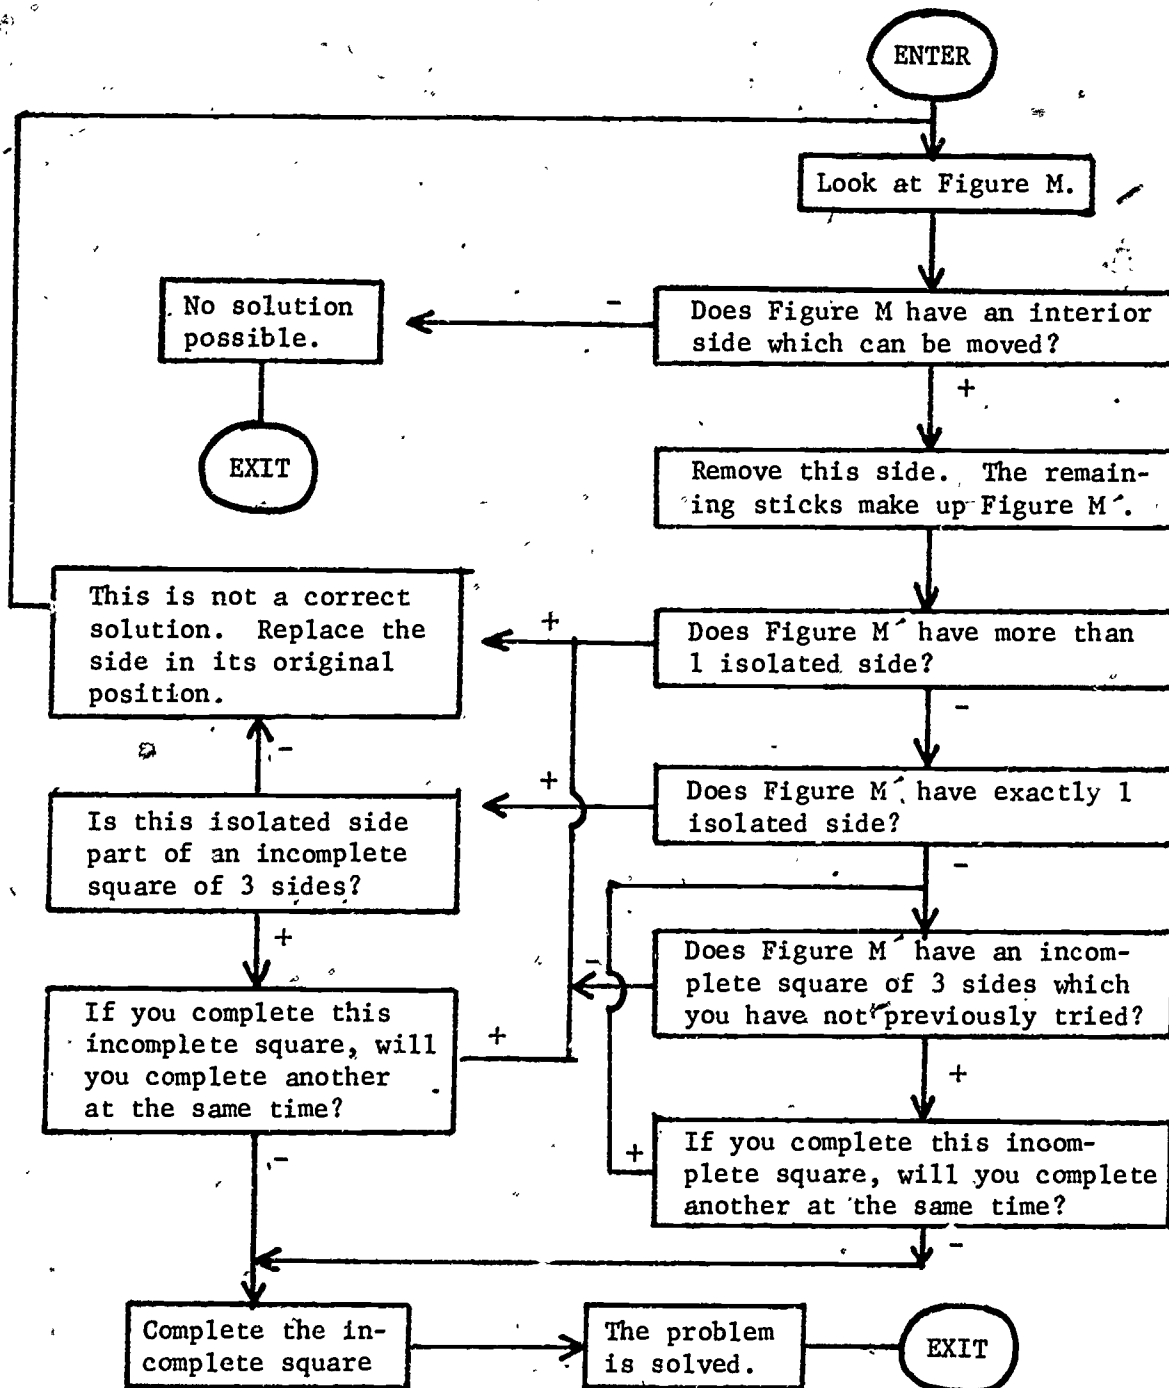 ENTER
Look at Figure M.
Does Figure M have an interior
side which can be moved?
-
No solution
possible.
EXIT
+
Remove this side. The remain-
ing sticks make up Figure M´.
Does Figure M´ have more than
1 isolated side?
+
This is not a correct
solution. Replace the
side in its original
position.
-
-
Does Figure M´ have exactly 1
isolated side?
+
Is this isolated side
part of an incomplete
square of 3 sides?
+
-
Does Figure M´ have an incom-
plete square of 3 sides which
you have not previously tried?
-
If you complete this
incomplete square, will
you complete another
at the same time?
+
-
+
If you complete this incom-
plete square, will you complete
another at the same time?
+
-
Complete the in-
complete square
The problem
is solved.
EXIT